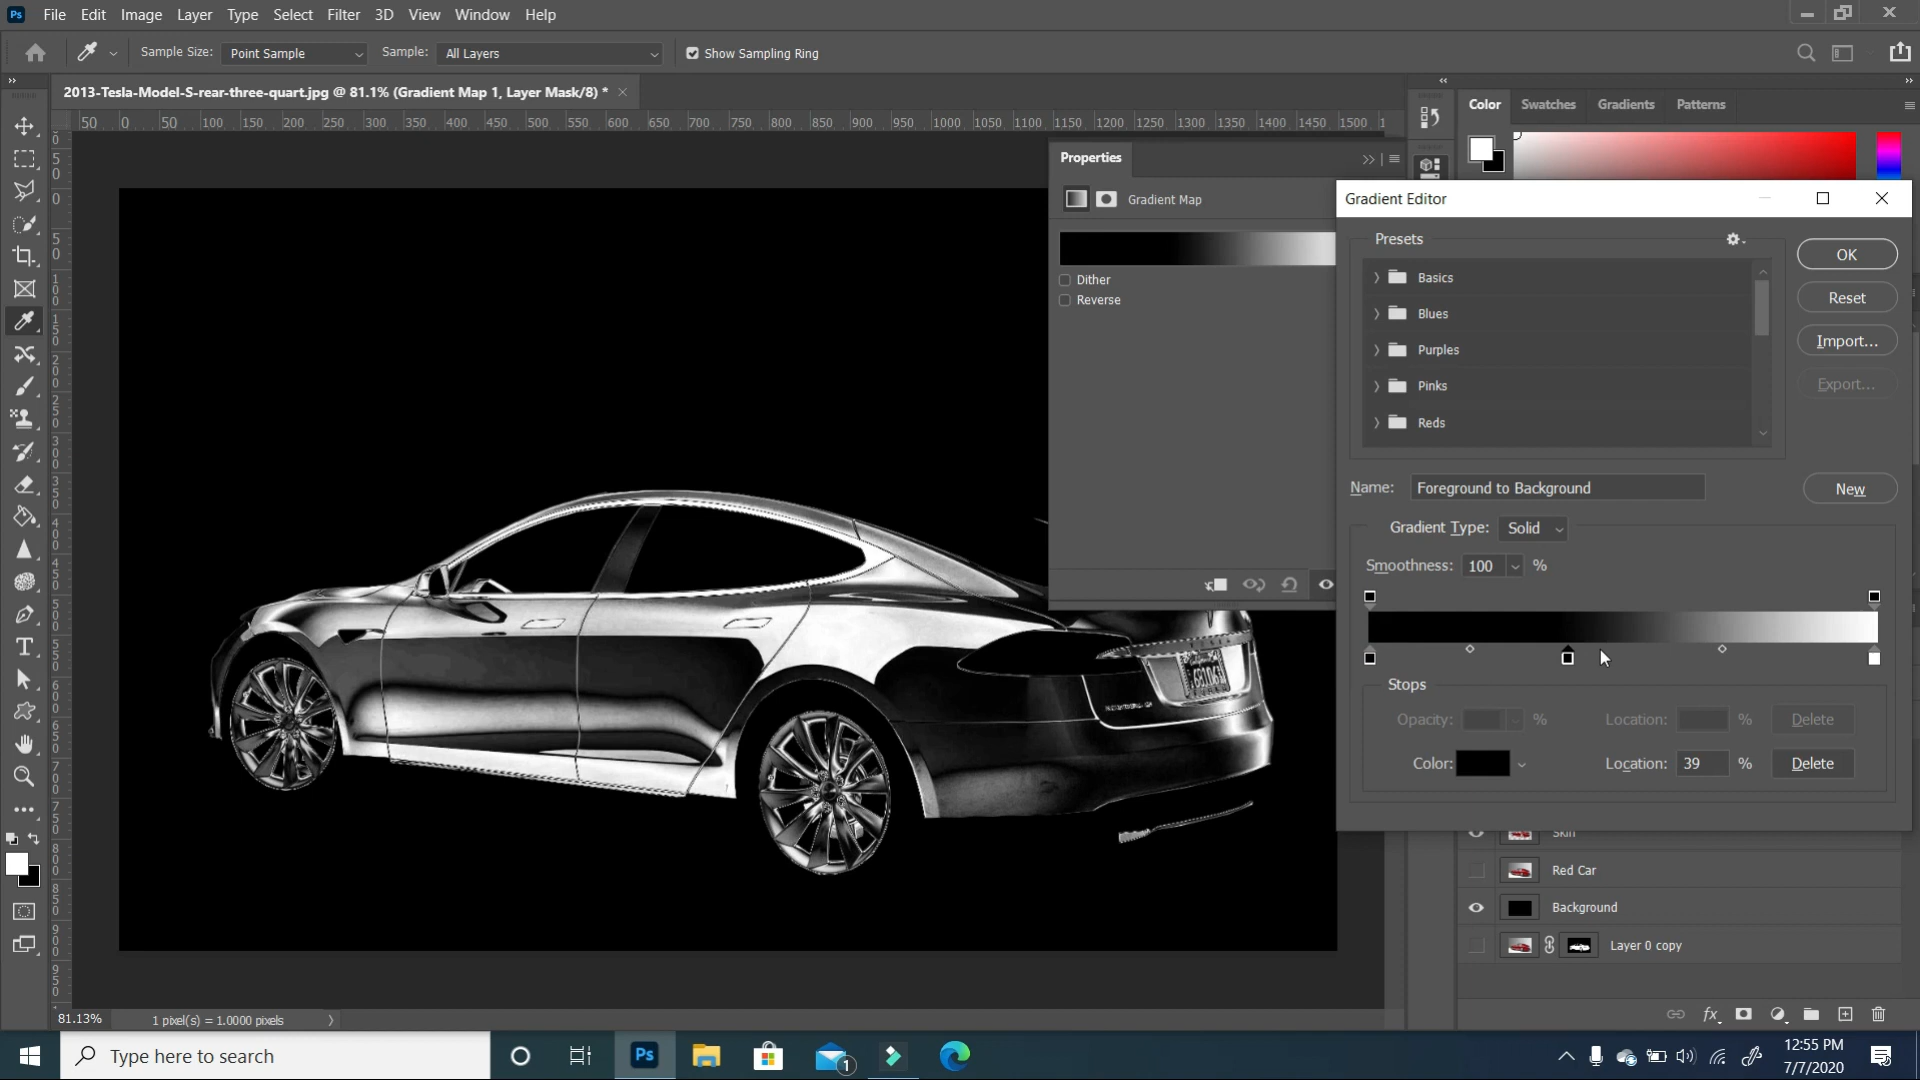 Ps File Edit Image Layer Type Select Filter 3D View Window Help
Sample Size: Point Sample Sample: All Layers Show Sampling Ring
2013-Tesla-Model-S-rear-three-quart.jpg @ 81.1% (Gradient Map 1, Layer Mask/8) *
Color Swatches Gradients Patterns
50 0 50 100 150 200 250 300 350 400 450 500 550 600 650 700 750 800 850 900 950 1000 1050 1100 1150 1200 1250 1300 1350 1400 1450 1500
Properties
Gradient Map
Dither
Reverse
Gradient Editor
Presets
Basics
Blues
Purples
Pinks
Reds
OK
Reset
Import...
Export...
Name: Foreground to Background
New
Gradient Type: Solid
Smoothness: 100 %
Stops
Opacity: % Location: % Delete
Color: Location: 39 % Delete
Skin
Red Car
Background
Layer 0 copy
fx
81.13% 1 pixel(s) = 1.0000 pixels
Type here to search
Ps
1
12:55 PM
7/7/2020